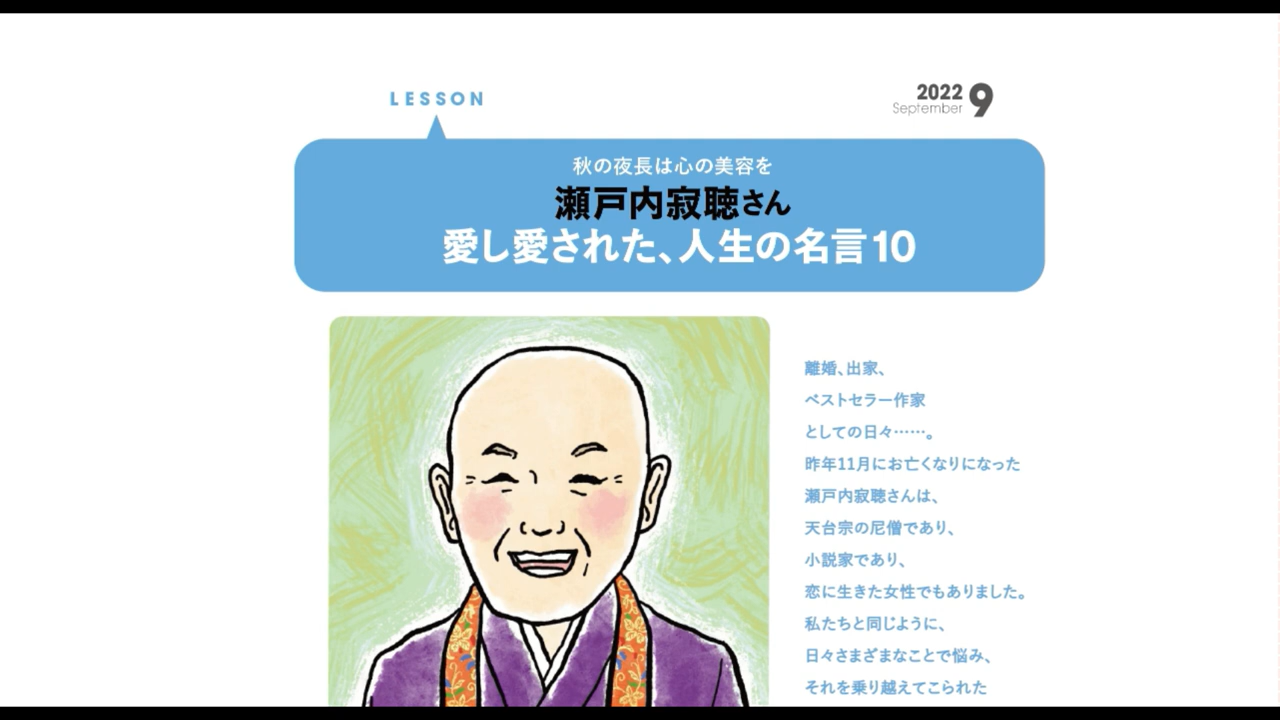 LESSON
2022
September 9
秋の夜長は心の美容を
瀬戸内寂聴さん
愛し愛された、人生の名言10
離婚、出家、
ベストセラー作家
としての日々……。
昨年11月にお亡くなりになった
瀬戸内寂聴さんは、
天台宗の尼僧であり、
小説家であり、
恋に生きた女性でもありました。
私たちと同じように、
日々さまざまなことで悩み、
それを乗り越えてこられた